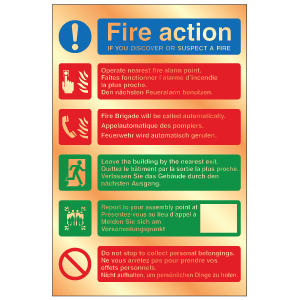 Fire action
IF YOU DISCOVER OR SUSPECT A FIRE
Operate nearest fire alarm point.
Faites fonctionner l'alarme d'incendie
la plus proche.
Den nächsten Feueralarm benutzen.
Fire Brigade will be called automatically.
Appelautomatique des pompiers.
Feuerwehr wird automatisch gerufen.
Leave the building by the nearest exit.
Quittez le bâtiment par la sortie la plus proche.
Verlassen Sie das Gebäude durch den
nächsten Ausgang.
Report to your assembly point at
Présentez-vous au lieu d'appel à
Melden Sie sich am
Versammlungspunkt
Do not stop to collect personal belongings.
Ne vous arrêtez pas pour prendre vos
effets personnels.
Nicht aufhalten, um persönlichen Dinge zu holen.